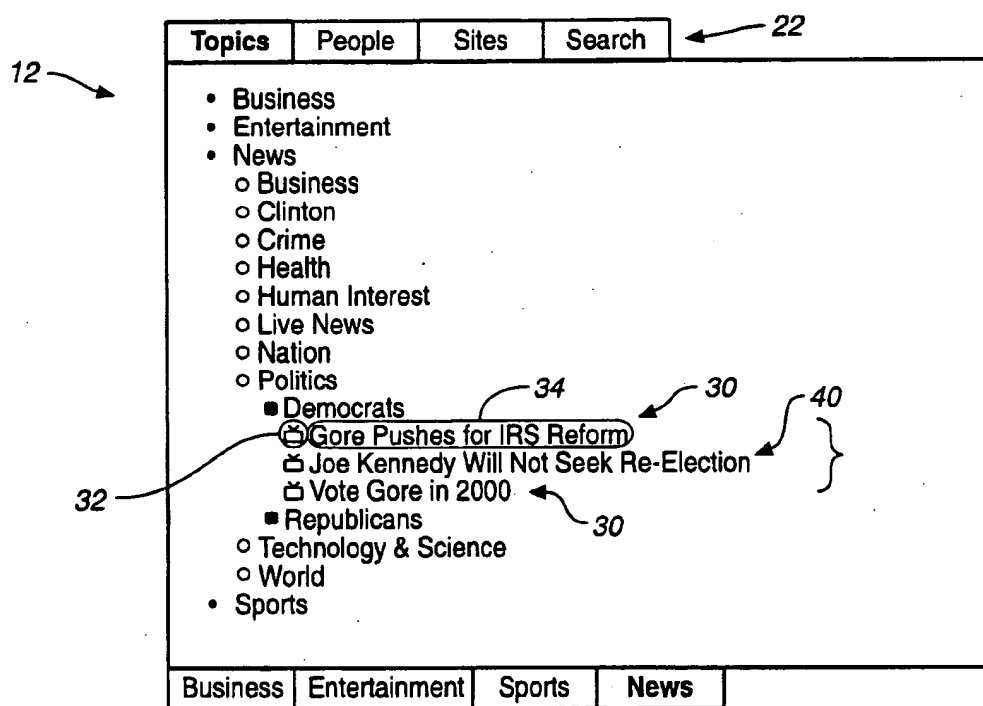 Topics People Sites Search 22
12
• Business
• Entertainment
• News
○ Business
○ Clinton
○ Crime
○ Health
○ Human Interest
○ Live News
○ Nation
○ Politics
34 30 40
■ Democrats
Gore Pushes for IRS Reform
Joe Kennedy Will Not Seek Re-Election
32
Vote Gore in 2000
30
■ Republicans
○ Technology & Science
○ World
• Sports
Business Entertainment Sports News